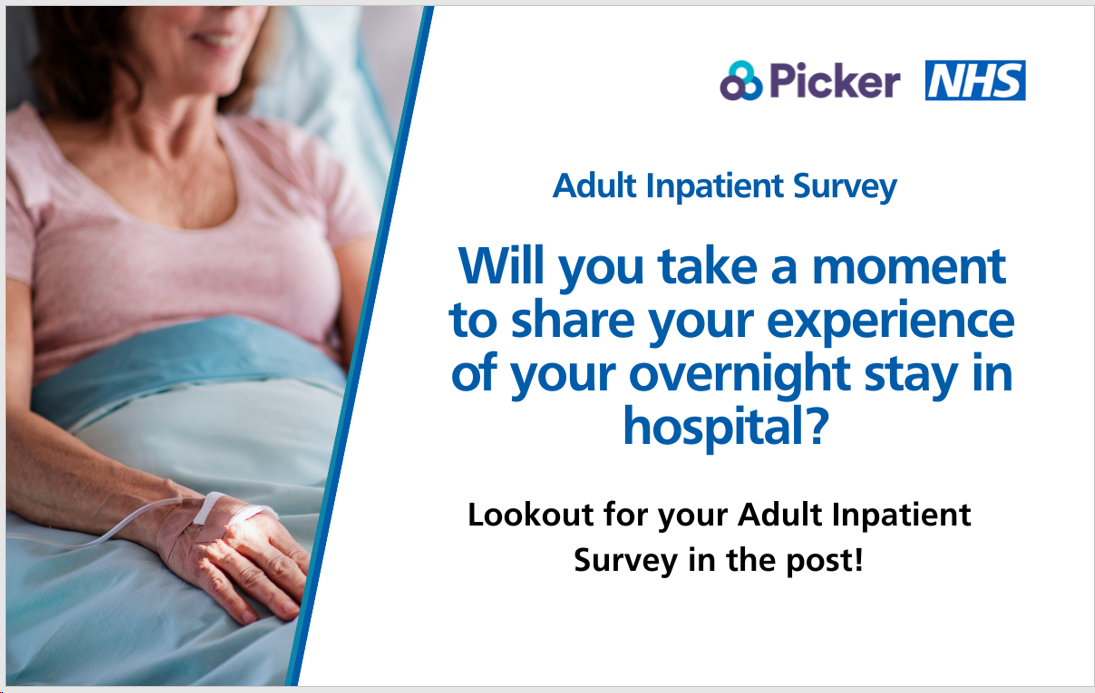 Picker NHS
Adult Inpatient Survey
Will you take a moment
to share your experience
of your overnight stay in
hospital?
Lookout for your Adult Inpatient
Survey in the post!